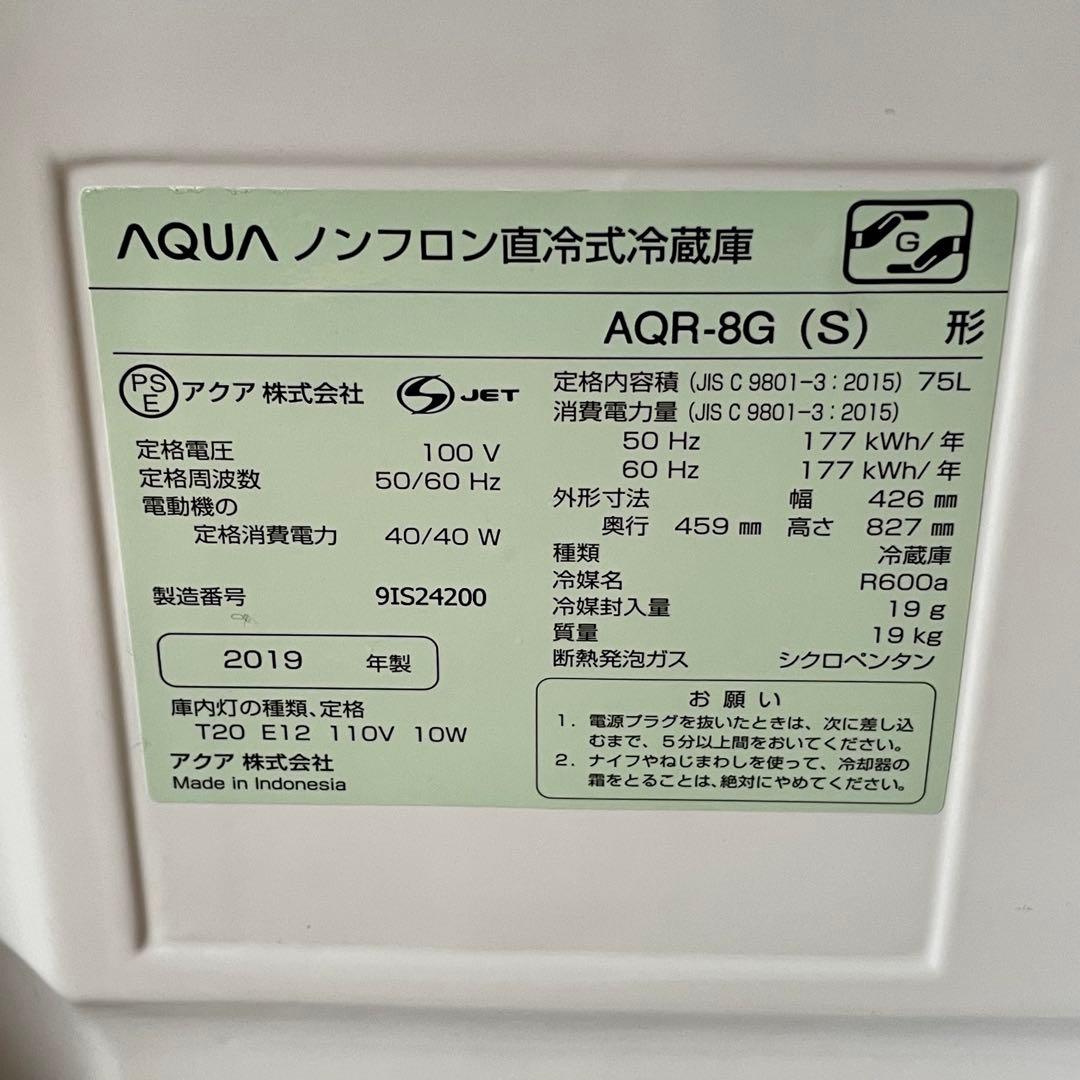 AQUA ノンフロン直冷式冷蔵庫
G
AQR-8G (S) 形
PS
E
アクア 株式会社
S JET
定格電圧 100 V
定格周波数 50/60 Hz
電動機の
定格消費電力 40/40 W
製造番号 9IS24200
2019 年製
庫内灯の種類、定格
T20 E12 110V 10W
アクア 株式会社
Made in Indonesia
定格内容積 (JIS C 9801-3:2015) 75L
消費電力量 (JIS C 9801-3:2015)
50 Hz 177 kWh/年
60 Hz 177 kWh/年
外形寸法 幅 426 ㎜
奥行 459 ㎜ 高さ 827 ㎜
種類 冷蔵庫
冷媒名 R600a
冷媒封入量 19 g
質量 19 kg
断熱発泡ガス シクロペンタン
お願い
1. 電源プラグを抜いたときは、次に差し込
むまで、5分以上間をおいてください。
2. ナイフやねじまわしを使って、冷却器の
霜をとることは、絶対にやめてください。